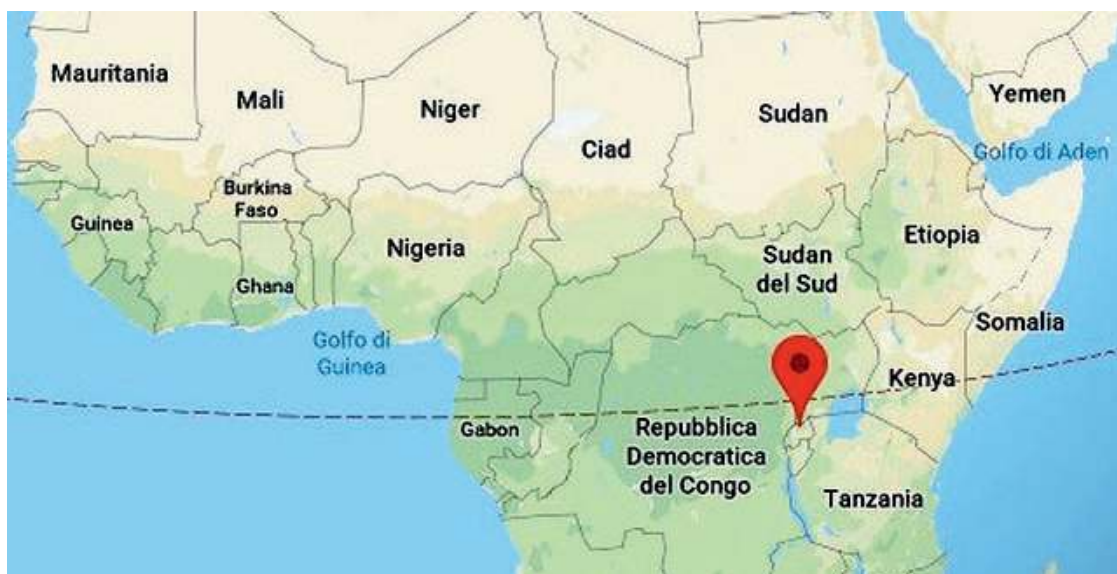 Mauritania
Mali
Niger
Ciad
Sudan
Yemen
Golfo di Aden
Burkina
Faso
Guinea
Ghana
Nigeria
Sudan
del Sud
Etiopia
Somalia
Golfo di
Guinea
Kenya
Gabon
Repubblica
Democratica
del Congo
Tanzania